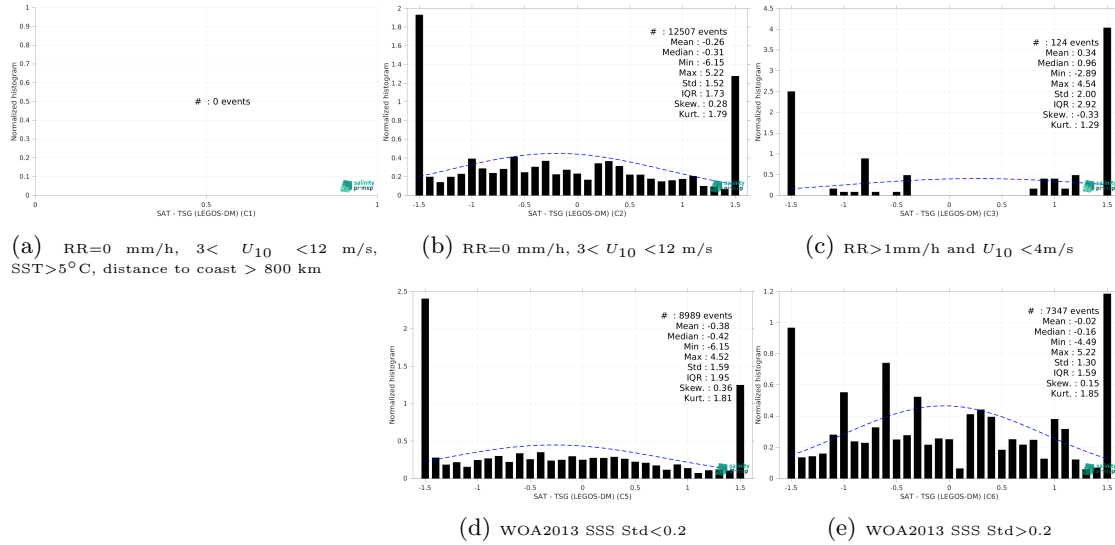 1
0.9
0.8
0.7
0.6
0.5
0.4
0.3
0.2
0.1
0
Normalized histogram
# : 0 events
salinity
pi-mep
0 0.5 1
SAT - TSG (LEGOS-DM) (C1)
(a) RR=0 mm/h, 3< U10 <12 m/s,
SST>5°C, distance to coast > 800 km
2
1.8
1.6
1.4
1.2
1
0.8
0.6
0.4
0.2
0
Normalized histogram
# : 12507 events
Mean : -0.26
Median : -0.31
Min : -6.15
Max : 5.22
Std : 1.52
IQR : 1.73
Skew. : 0.28
Kurt. : 1.79
salinity
pi-mep
-1.5 -1 -0.5 0 0.5 1 1.5
SAT - TSG (LEGOS-DM) (C2)
(b) RR=0 mm/h, 3< U10 <12 m/s
4.5
4
3.5
3
2.5
2
1.5
1
0.5
0
Normalized histogram
# : 124 events
Mean : 0.34
Median : 0.96
Min : -2.89
Max : 4.54
Std : 2.00
IQR : 2.92
Skew. : -0.33
Kurt. : 1.29
salinity
pi-mep
-1.5 -1 -0.5 0 0.5 1 1.5
SAT - TSG (LEGOS-DM) (C3)
(c) RR>1mm/h and U10 <4m/s
2.5
2
1.5
1
0.5
0
Normalized histogram
# : 8989 events
Mean : -0.38
Median : -0.42
Min : -6.15
Max : 4.52
Std : 1.59
IQR : 1.95
Skew. : 0.36
Kurt. : 1.81
salinity
pi-mep
-1.5 -1 -0.5 0 0.5 1 1.5
SAT - TSG (LEGOS-DM) (C5)
(d) WOA2013 SSS Std<0.2
1.2
1
0.8
0.6
0.4
0.2
0
Normalized histogram
# : 7347 events
Mean : -0.02
Median : -0.16
Min : -4.49
Max : 5.22
Std : 1.30
IQR : 1.59
Skew. : 0.15
Kurt. : 1.85
salinity
pi-mep
-1.5 -1 -0.5 0 0.5 1 1.5
SAT - TSG (LEGOS-DM) (C6)
(e) WOA2013 SSS Std>0.2